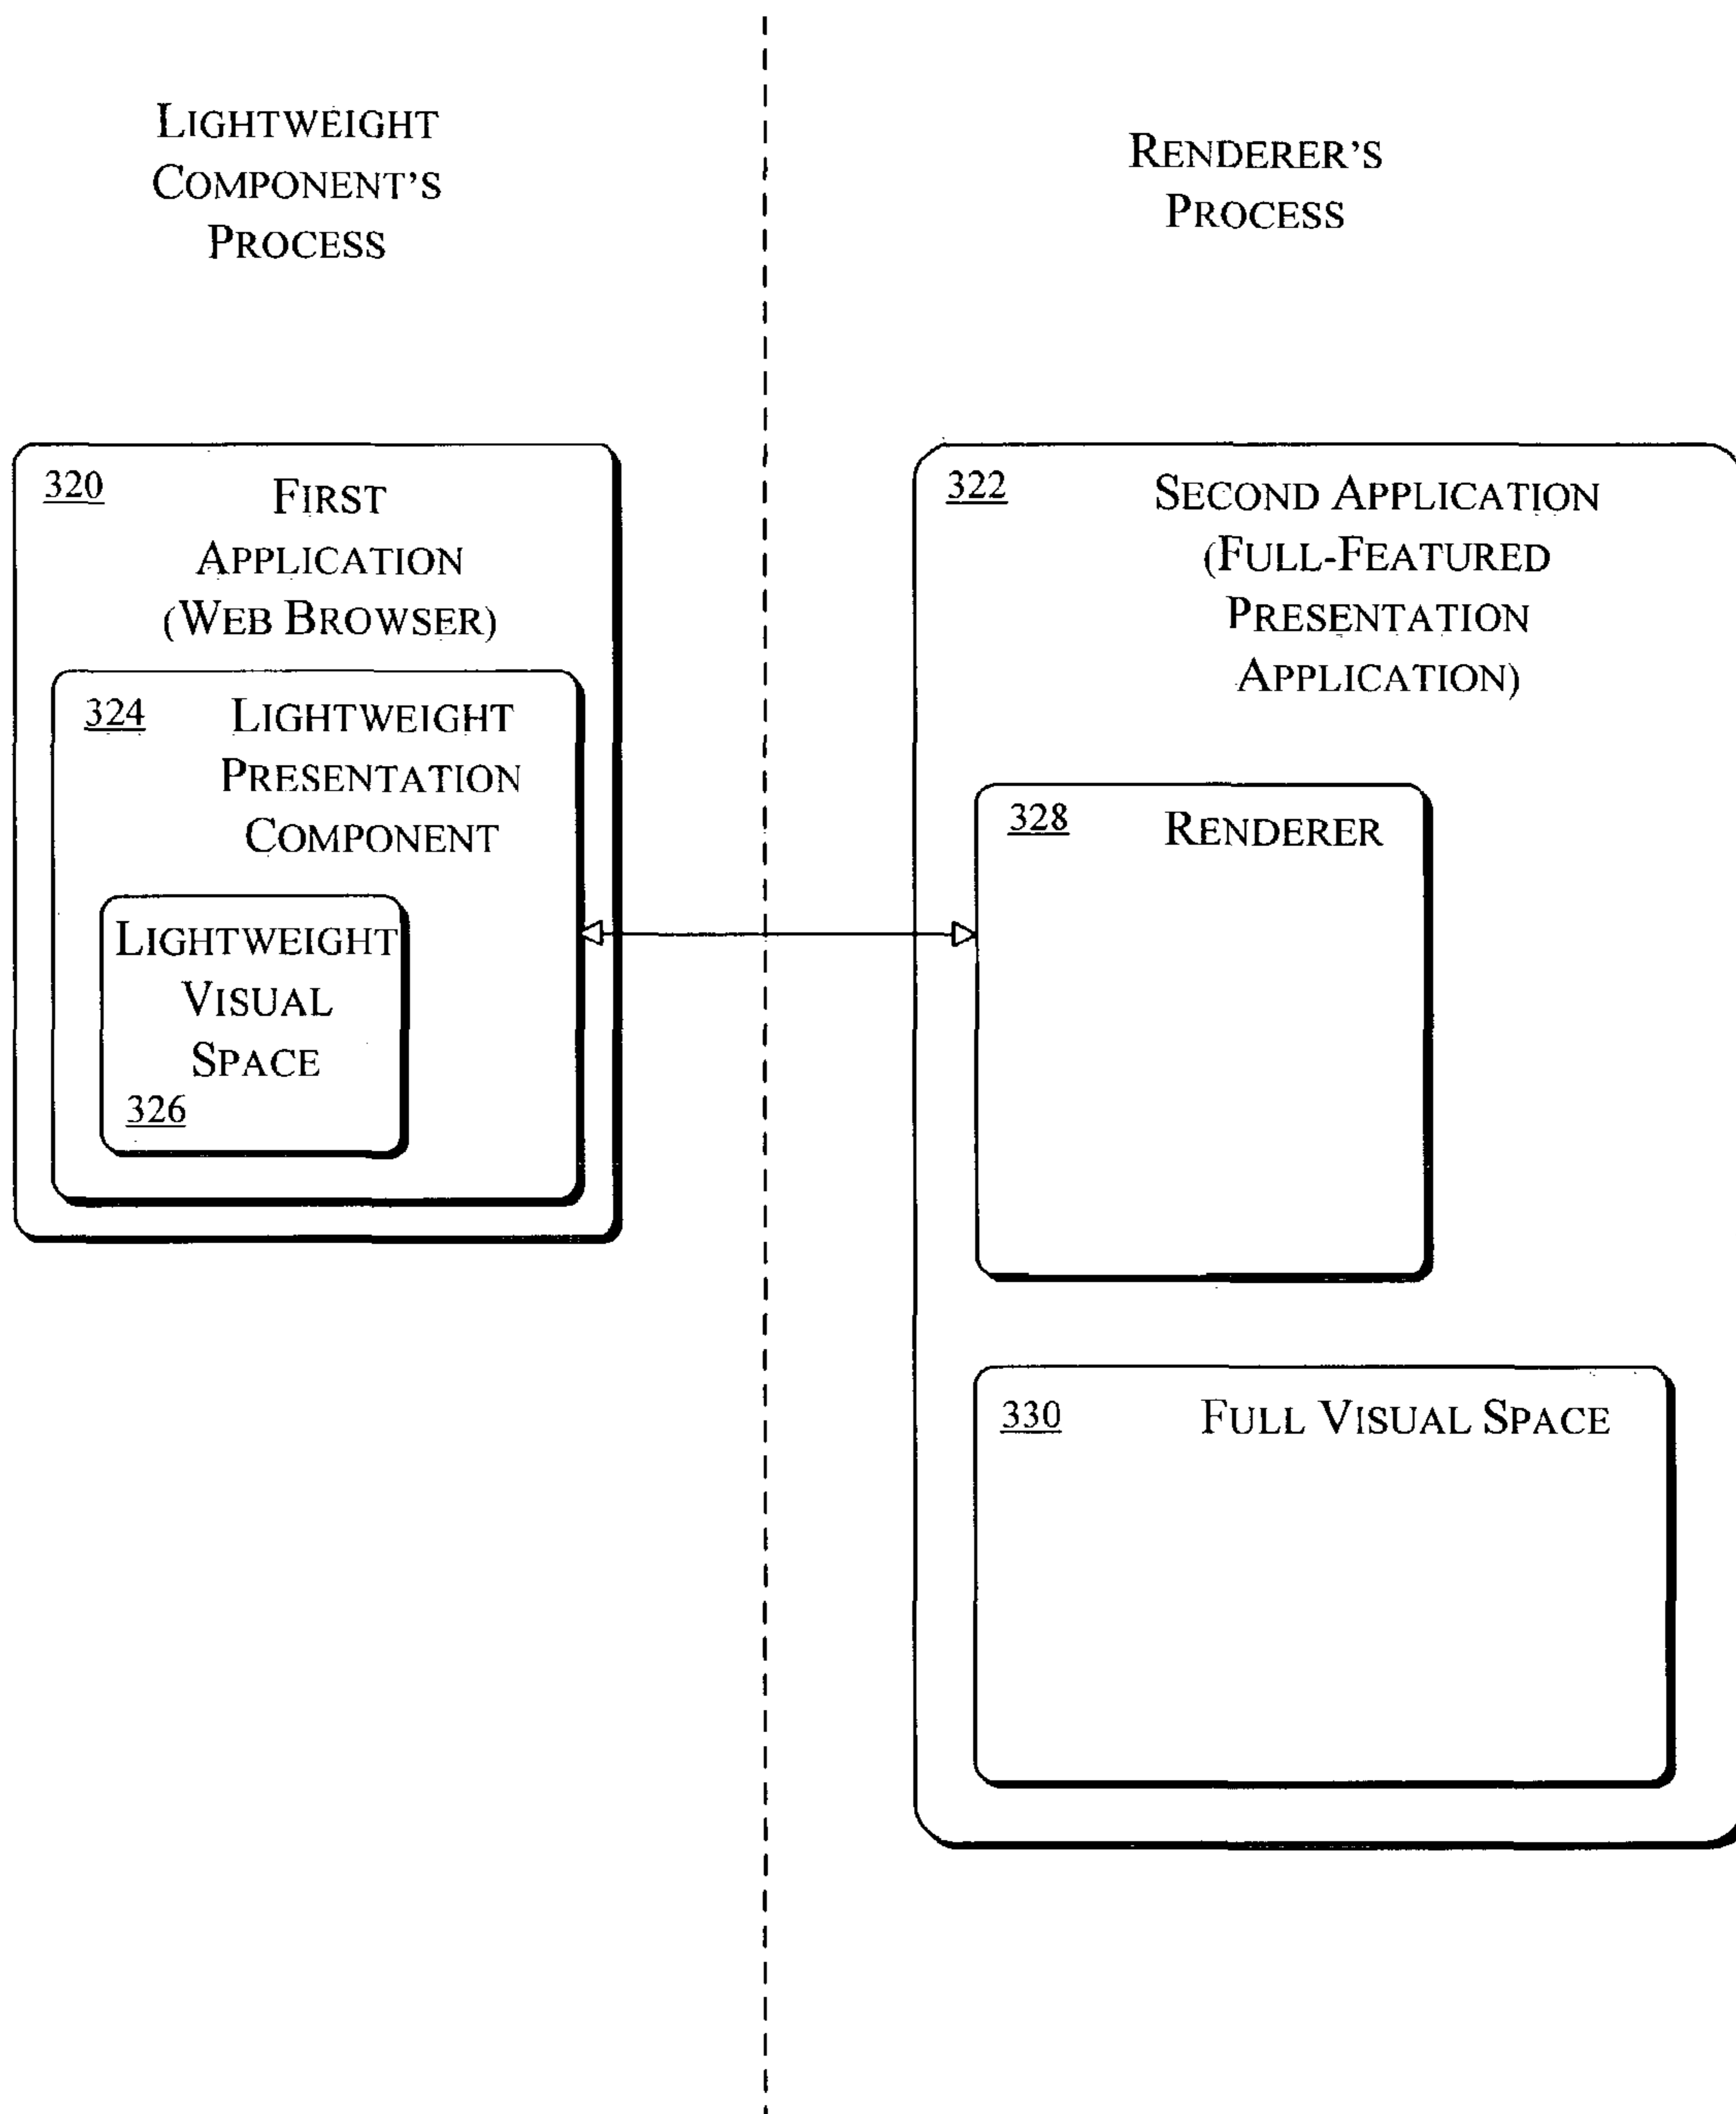 LIGHTWEIGHT
COMPONENT'S
PROCESS
RENDERER'S
PROCESS
320 FIRST
APPLICATION
(WEB BROWSER)
324 LIGHTWEIGHT
PRESENTATION
COMPONENT
LIGHTWEIGHT
VISUAL
SPACE
326
322 SECOND APPLICATION
(FULL-FEATURED
PRESENTATION
APPLICATION)
328 RENDERER
330 FULL VISUAL SPACE